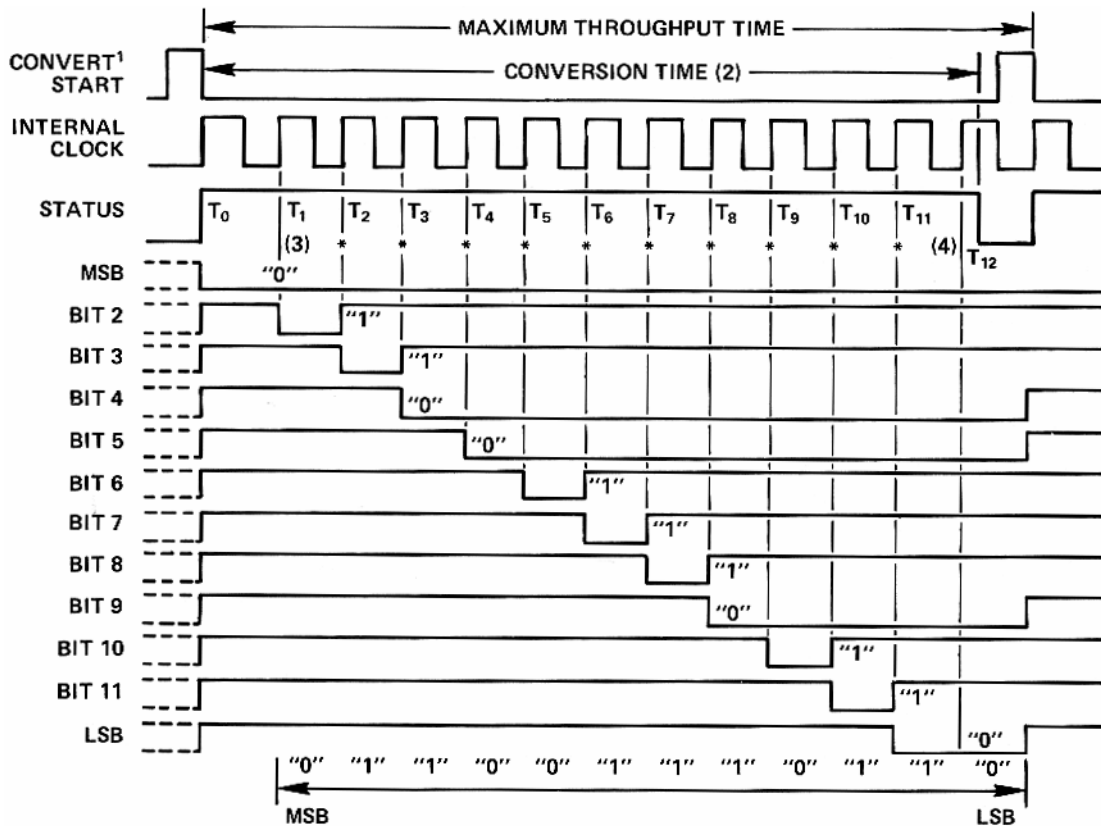 MAXIMUM THROUGHPUT TIME
CONVERT¹
START
CONVERSION TIME (2)
INTERNAL
CLOCK
STATUS
T₀ T₁ T₂ T₃ T₄ T₅ T₆ T₇ T₈ T₉ T₁₀ T₁₁
(3) * * * * * * * * * * (4) T₁₂
MSB "0"
BIT 2 "1"
BIT 3 "1"
BIT 4 "0"
BIT 5 "0"
BIT 6 "1"
BIT 7 "1"
BIT 8 "1"
BIT 9 "0"
BIT 10 "1"
BIT 11 "1"
LSB "0"
"0" "1" "1" "0" "0" "1" "1" "1" "0" "1" "1" "0"
MSB LSB